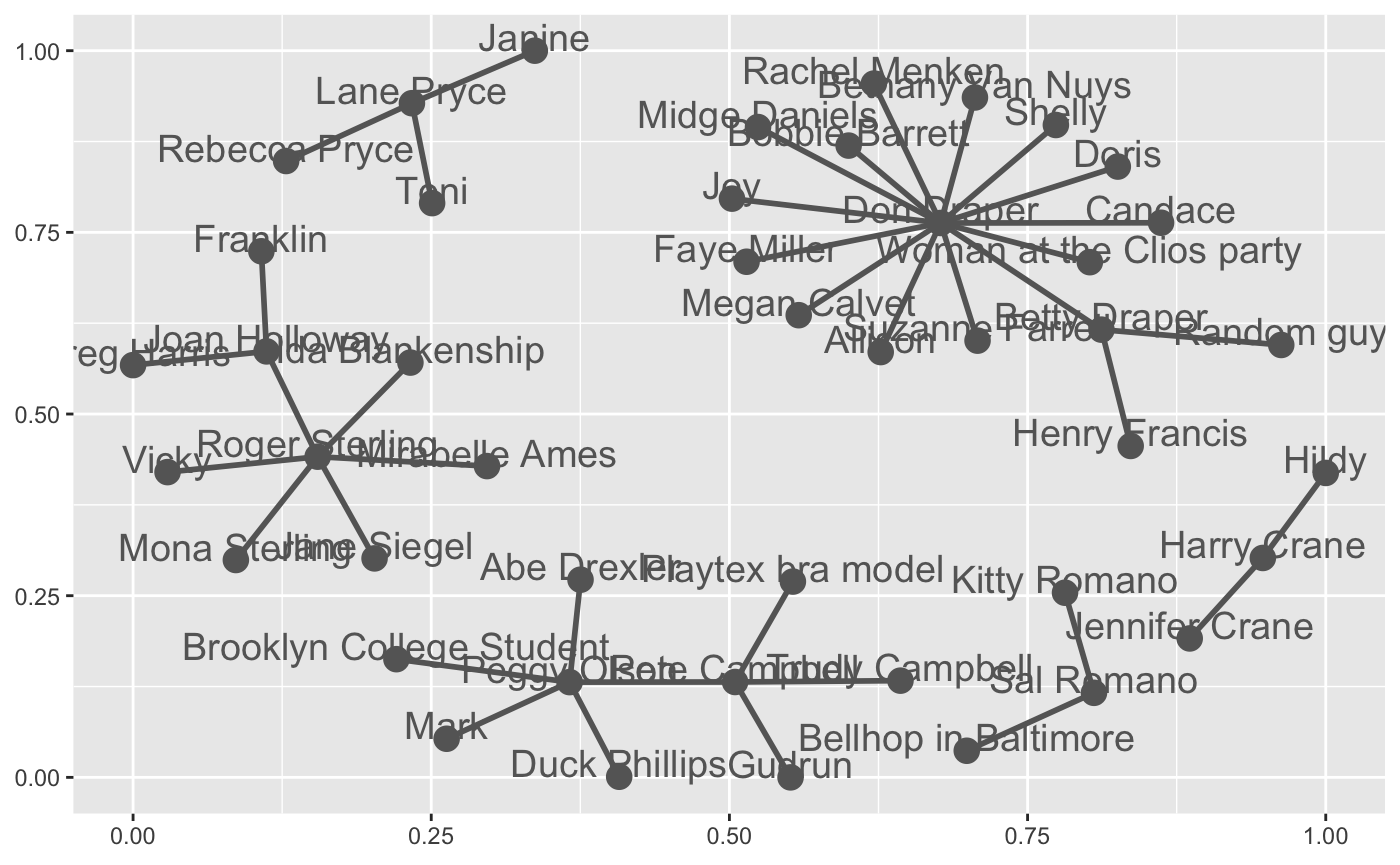 1.00
Janine
Rachel Menken
Lane Pryce
Bethany Van Nuys
Midge Daniels
Shelly
Bobbie Barrett
Rebecca Pryce
Doris
Toni
Joy
Don Draper
Candace
0.75
Franklin
Faye Miller
Woman at the Clios party
Megan Calvet
Betty Draper
Suzanne Farrell
Random guy
Allison
Joan Holloway
reg Harris
Ida Blankenship
0.50
Roger Sterling
Henry Francis
Vicky
Mirabelle Ames
Hildy
Mona Sterling
Jane Siegel
Harry Crane
Abe Drexler
Playtex bra model
Kitty Romano
0.25
Jennifer Crane
Brooklyn College Student
Peggy Olson
Pete Campbell
Trudy Campbell
Sal Romano
Mark
Bellhop in Baltimore
Duck Phillips
Gudrun
0.00
0.00 0.25 0.50 0.75 1.00